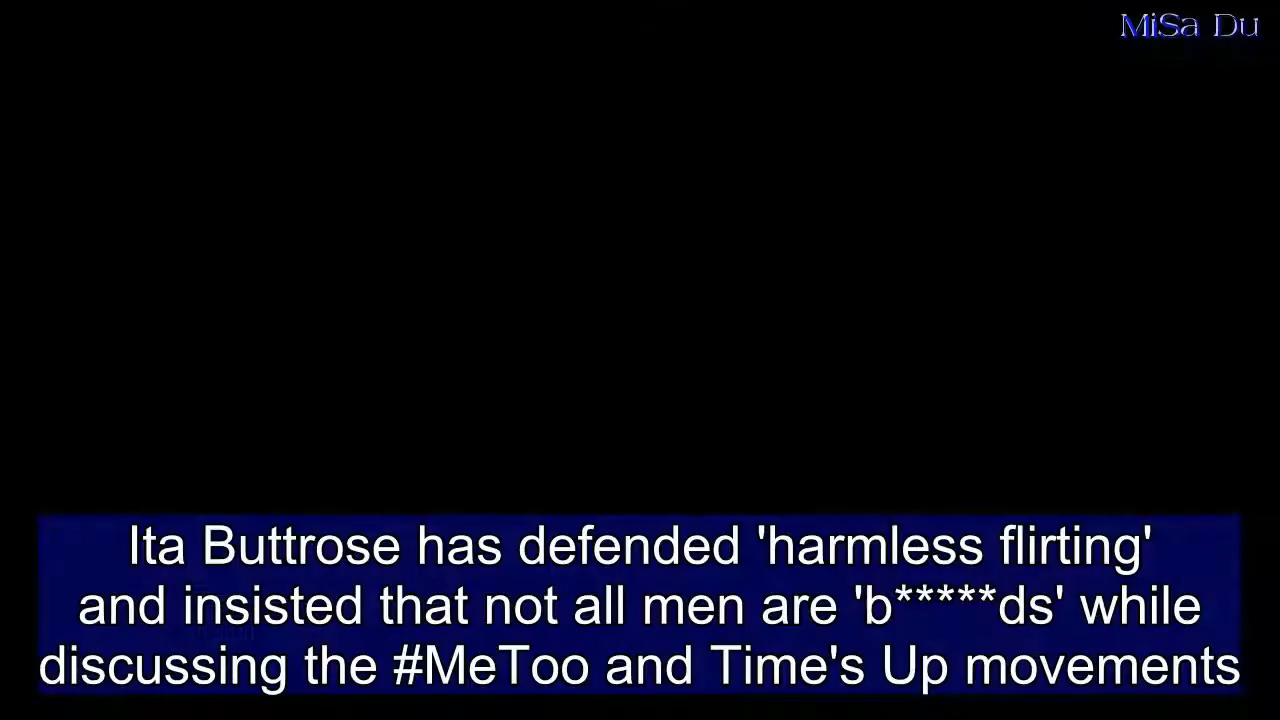 MiSa Du
Ita Buttrose has defended 'harmless flirting'
and insisted that not all men are 'b*****ds' while
discussing the #MeToo and Time's Up movements